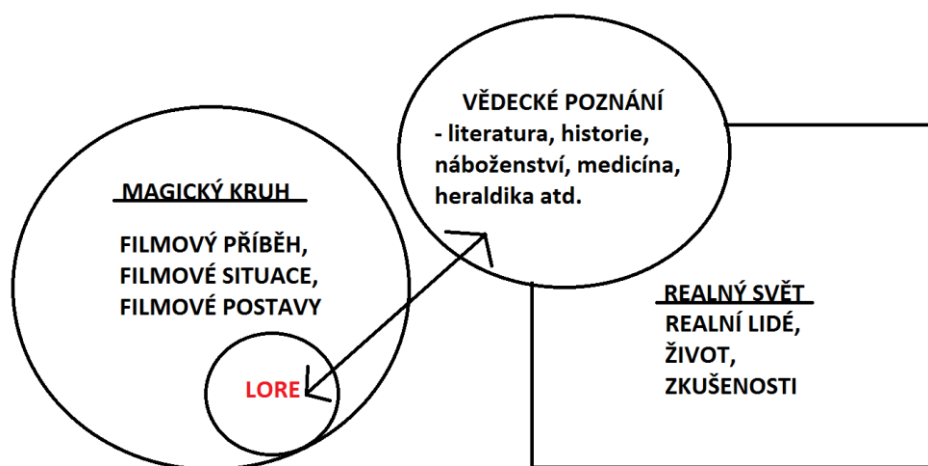 MAGICKÝ KRUH
FILMOVÝ PŘÍBĚH,
FILMOVÉ SITUACE,
FILMOVÉ POSTAVY
LORE
VĚDECKÉ POZNÁNÍ
- literatura, historie,
náboženství, medicína,
heraldika atd.
REALNÝ SVĚT
REALNÍ LIDÉ,
ŽIVOT,
ZKUŠENOSTI